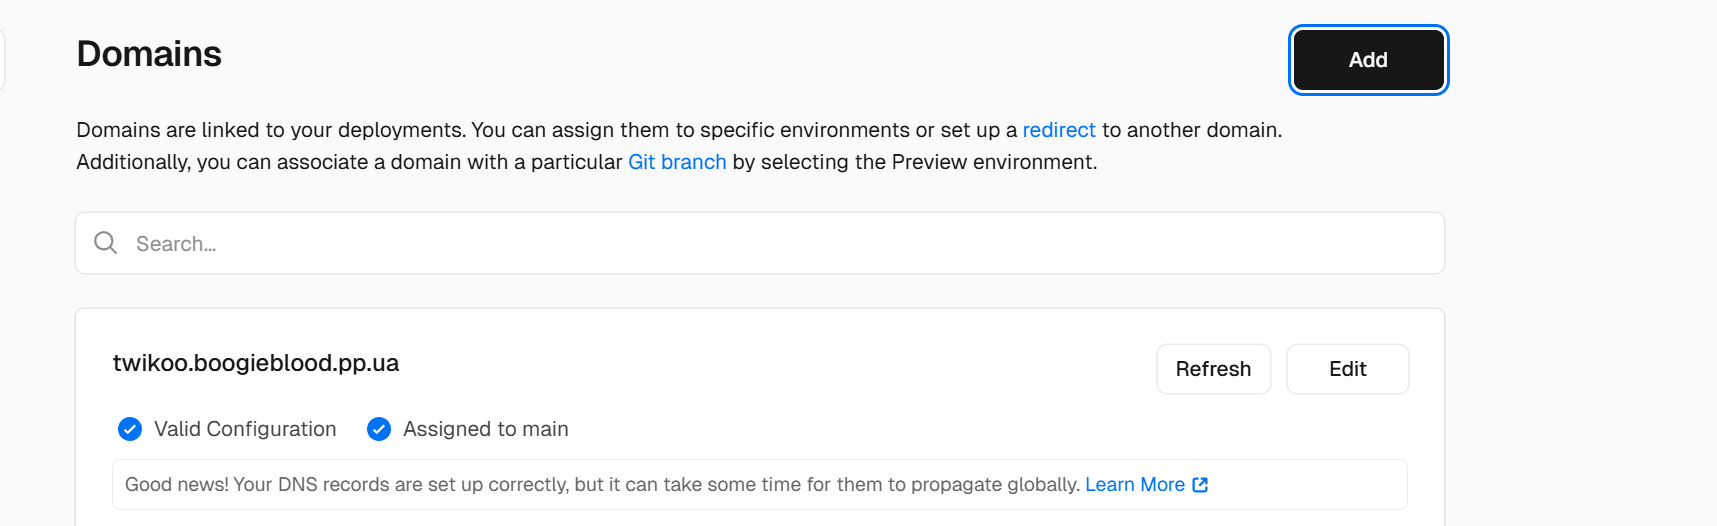 Domains
Add
Domains are linked to your deployments. You can assign them to specific environments or set up a redirect to another domain.
Additionally, you can associate a domain with a particular Git branch by selecting the Preview environment.
Search...
twikoo.boogieblood.pp.ua
Refresh
Edit
Valid Configuration
Assigned to main
Good news! Your DNS records are set up correctly, but it can take some time for them to propagate globally. Learn More